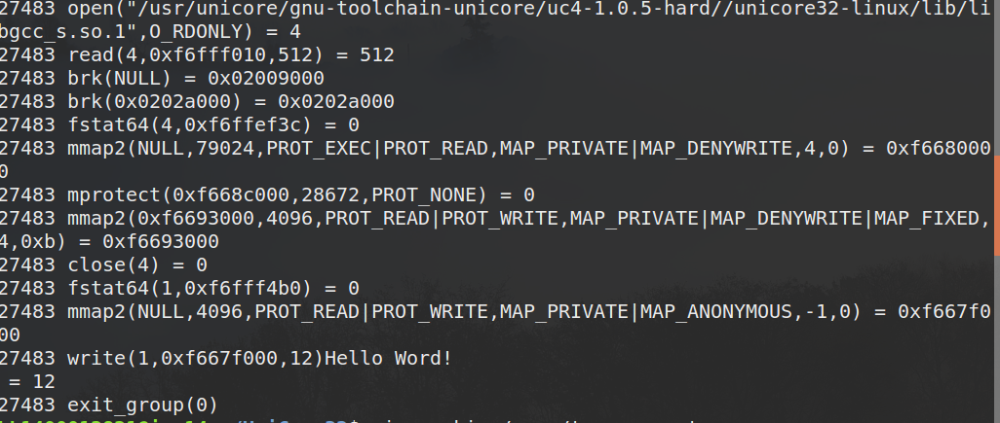 27483 open("/usr/unicore/gnu-toolchain-unicore/uc4-1.0.5-hard//unicore32-linux/lib/li
bgcc_s.so.1",O_RDONLY) = 4
27483 read(4,0xf6fff010,512) = 512
27483 brk(NULL) = 0x02009000
27483 brk(0x0202a000) = 0x0202a000
27483 fstat64(4,0xf6ffef3c) = 0
27483 mmap2(NULL,79024,PROT_EXEC|PROT_READ,MAP_PRIVATE|MAP_DENYWRITE,4,0) = 0xf668000
0
27483 mprotect(0xf668c000,28672,PROT_NONE) = 0
27483 mmap2(0xf6693000,4096,PROT_READ|PROT_WRITE,MAP_PRIVATE|MAP_DENYWRITE|MAP_FIXED,
4,0xb) = 0xf6693000
27483 close(4) = 0
27483 fstat64(1,0xf6fff4b0) = 0
27483 mmap2(NULL,4096,PROT_READ|PROT_WRITE,MAP_PRIVATE|MAP_ANONYMOUS,-1,0) = 0xf667f0
00
27483 write(1,0xf667f000,12)Hello Word!
 = 12
27483 exit_group(0)